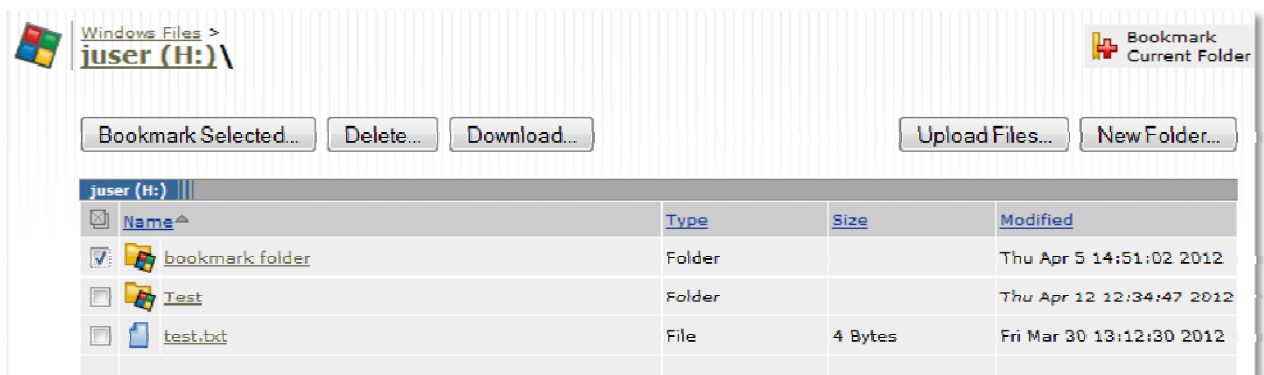 Windows Files >
juser (H:)\
Bookmark
Current Folder
Bookmark Selected... Delete... Download... Upload Files... New Folder...
juser (H:)
Name Type Size Modified
bookmark folder Folder Thu Apr 5 14:51:02 2012
Test Folder Thu Apr 12 12:34:47 2012
test.txt File 4 Bytes Fri Mar 30 13:12:30 2012